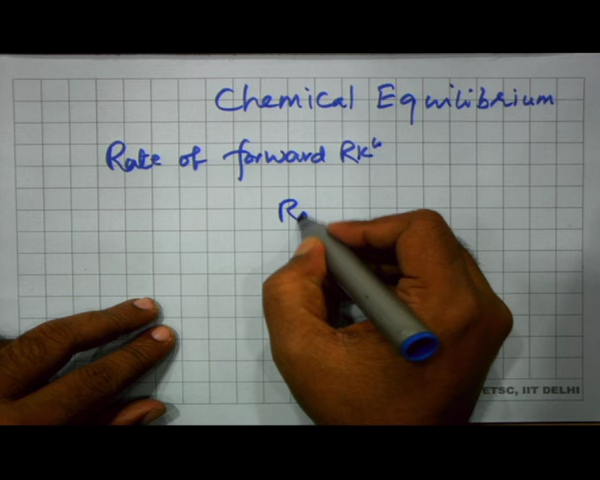 Chemical Equilibrium
Rate of forward Rxn
R
ETSC, IIT DELHI